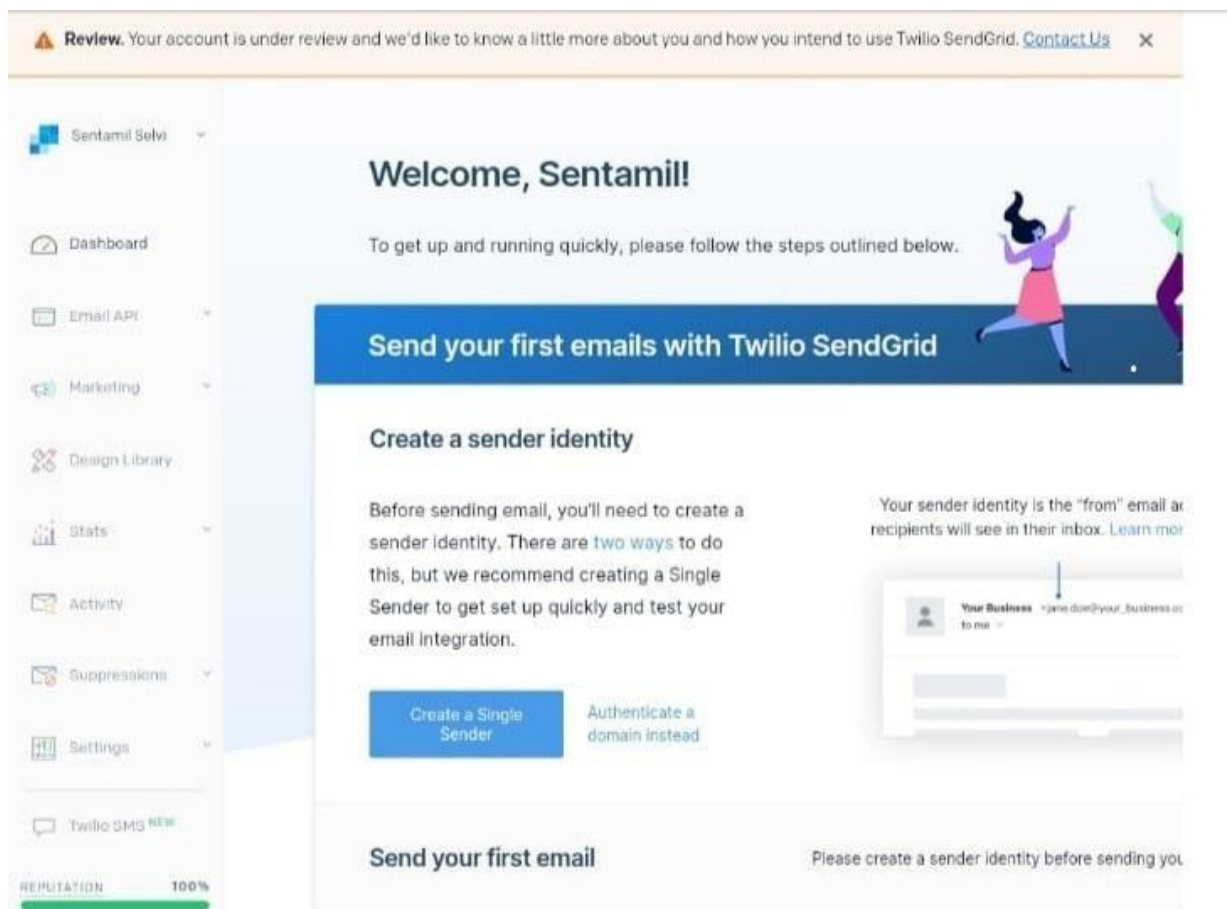 Review. Your account is under review and we'd like to know a little more about you and how you intend to use Twilio SendGrid. Contact Us
Sentamil Selvi
Welcome, Sentamil!
Dashboard
To get up and running quickly, please follow the steps outlined below.
Email API
Send your first emails with Twilio SendGrid
Marketing
Create a sender identity
Design Library
Before sending email, you'll need to create a
sender identity. There are two ways to do
this, but we recommend creating a Single
Sender to get set up quickly and test your
email integration.
Your sender identity is the "from" email
recipients will see in their inbox. Learn
Stats
Activity
Your Business
to me
Suppressions
Create a Single
Sender
Authenticate a
domain instead
Settings
Twilio SMS NEW
Send your first email
Please create a sender identity before sending
REPUTATION 100%